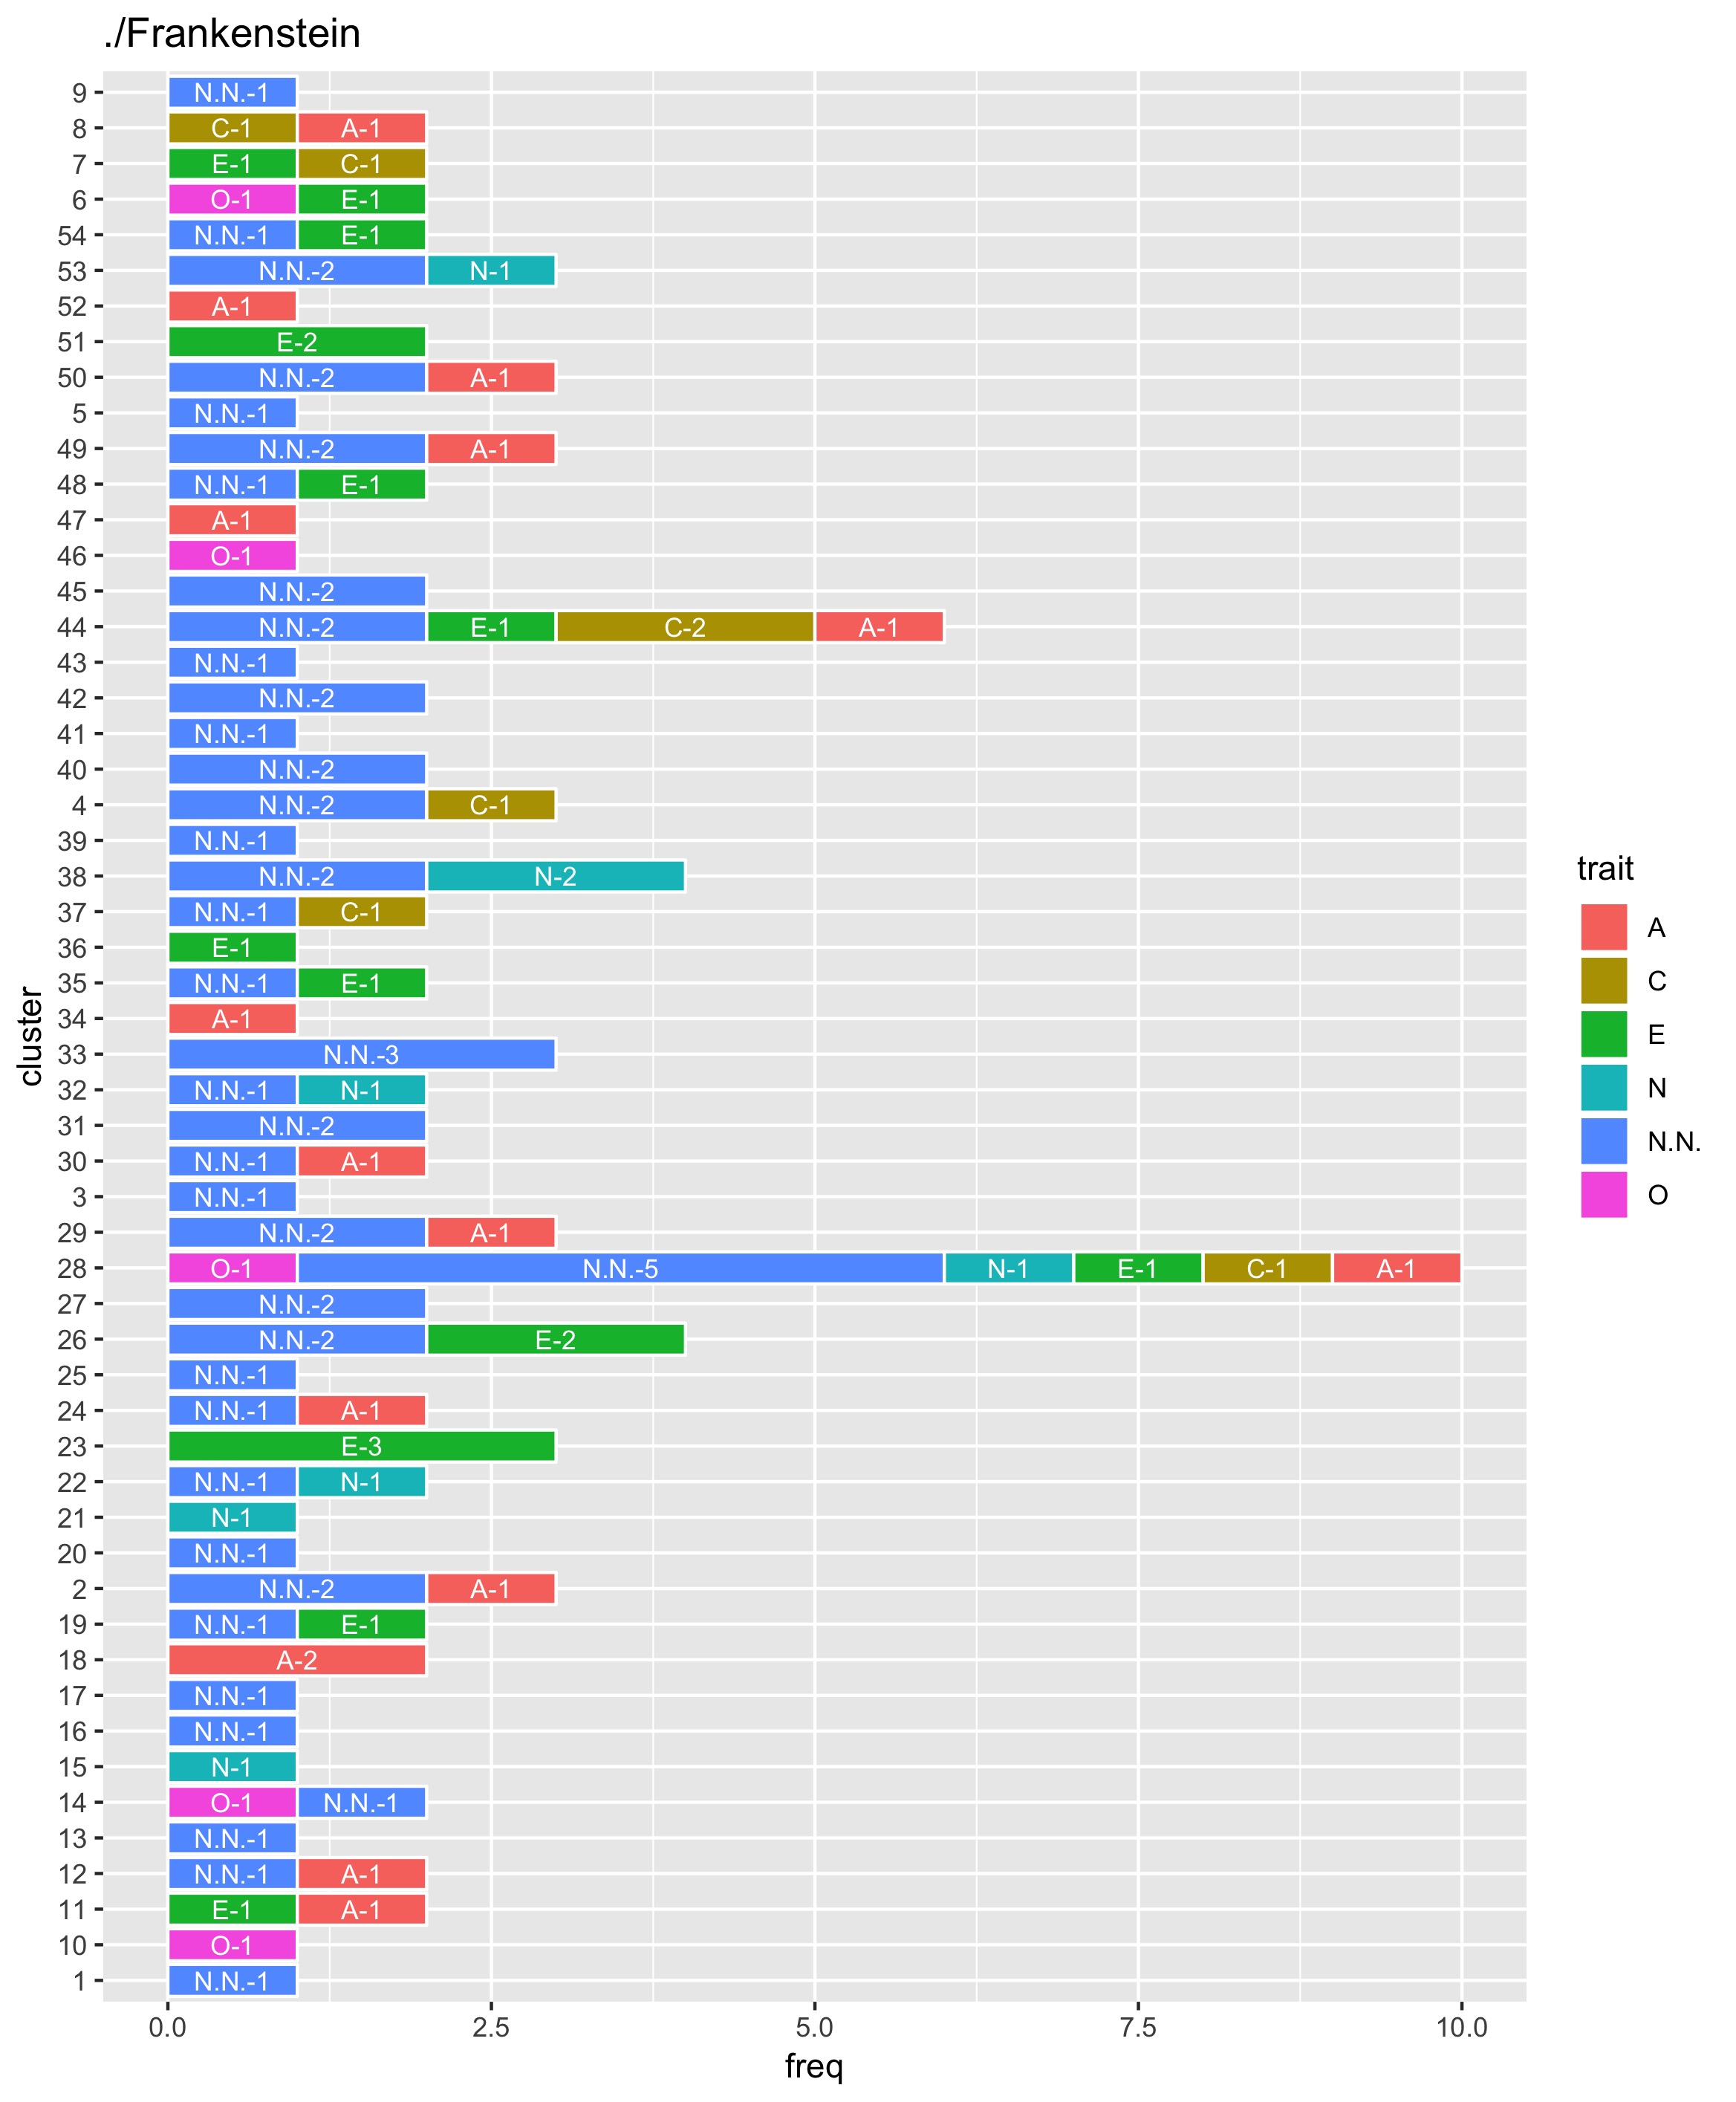 ./Frankenstein
9 N.N.-1
8 C-1 A-1
7 E-1 C-1
6 O-1 E-1
54 N.N.-1 E-1
53 N.N.-2 N-1
52 A-1
51 E-2
50 N.N.-2 A-1
5 N.N.-1
49 N.N.-2 A-1
48 N.N.-1 E-1
47 A-1
46 O-1
45 N.N.-2
44 N.N.-2 E-1 C-2 A-1
43 N.N.-1
42 N.N.-2
41 N.N.-1
40 N.N.-2
4 N.N.-2 C-1
39 N.N.-1
38 N.N.-2 N-2
37 N.N.-1 C-1
36 E-1
35 N.N.-1 E-1
34 A-1
33 N.N.-3
32 N.N.-1 N-1
31 N.N.-2
30 N.N.-1 A-1
3 N.N.-1
29 N.N.-2 A-1
28 O-1 N.N.-5 N-1 E-1 C-1 A-1
27 N.N.-2
26 N.N.-2 E-2
25 N.N.-1
24 N.N.-1 A-1
23 E-3
22 N.N.-1 N-1
21 N-1
20 N.N.-1
2 N.N.-2 A-1
19 N.N.-1 E-1
18 A-2
17 N.N.-1
16 N.N.-1
15 N-1
14 O-1 N.N.-1
13 N.N.-1
12 N.N.-1 A-1
11 E-1 A-1
10 O-1
1 N.N.-1
0.0 2.5 5.0 7.5 10.0
freq
cluster
trait
A
C
E
N
N.N.
O